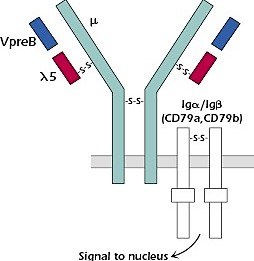 μ
VpreB
λ5
-S-S-
-S-S-
-S-S-
Igα/Igβ
(CD79a,CD79b)
-S-S-
Signal to nucleus